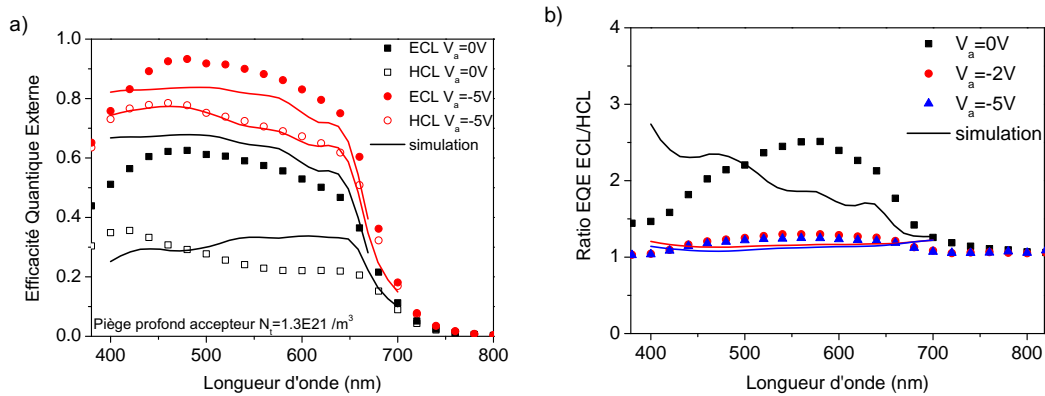 a)
Efficacité Quantique Externe
1.0
0.8
0.6
0.4
0.2
0.0
ECL Va=0V
HCL Va=0V
ECL Va=-5V
HCL Va=-5V
simulation
Piège profond accepteur Nt=1.3E21 /m³
400 500 600 700 800
Longueur d'onde (nm)
b)
Ratio EQE ECL/HCL
4
3
2
1
0
Va=0V
Va=-2V
Va=-5V
simulation
400 500 600 700 800
Longueur d'onde (nm)